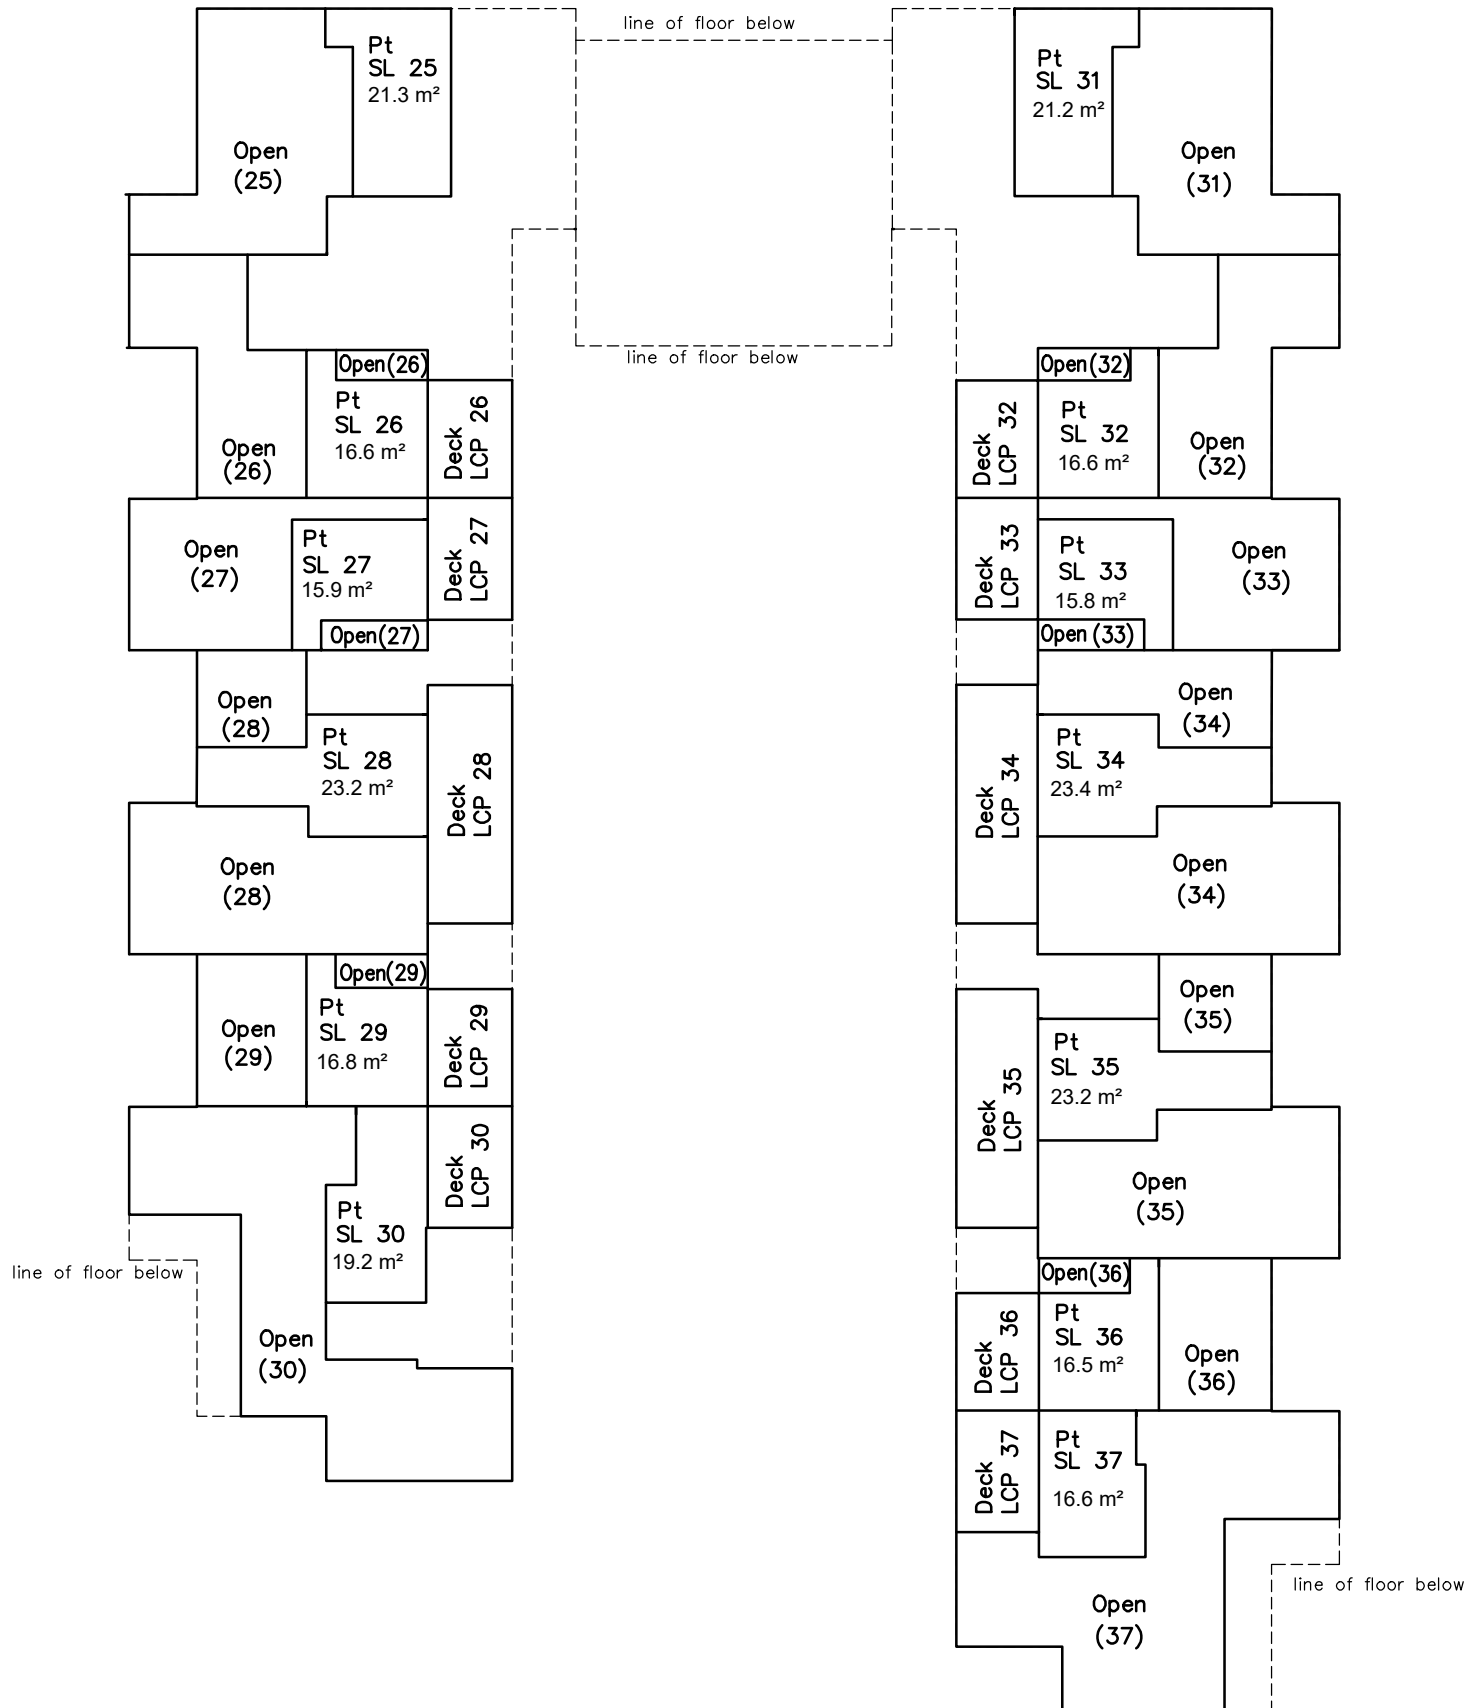 line of floor below
Pt
SL 25
21.3 m²
Open
(25)
Pt
SL 31
21.2 m²
Open
(31)
line of floor below
Open(26)
Pt
SL 26
16.6 m²
Deck
LCP 26
Open
(26)
Open(32)
Deck
LCP 32
Pt
SL 32
16.6 m²
Open
(32)
Open
(27)
Pt
SL 27
15.9 m²
Deck
LCP 27
Open(27)
Deck
LCP 33
Pt
SL 33
15.8 m²
Open
(33)
Open (33)
Open
(28)
Pt
SL 28
23.2 m²
Deck
LCP 28
Open
(28)
Open
(34)
Deck
LCP 34
Pt
SL 34
23.4 m²
Open
(34)
Open(29)
Open
(29)
Pt
SL 29
16.8 m²
Deck
LCP 29
Open
(35)
Deck
LCP 35
Pt
SL 35
23.2 m²
Open
(35)
Pt
SL 30
19.2 m²
Deck
LCP 30
line of floor below
Open
(30)
Open(36)
Deck
LCP 36
Pt
SL 36
16.5 m²
Open
(36)
Deck
LCP 37
Pt
SL 37
16.6 m²
line of floor below
Open
(37)